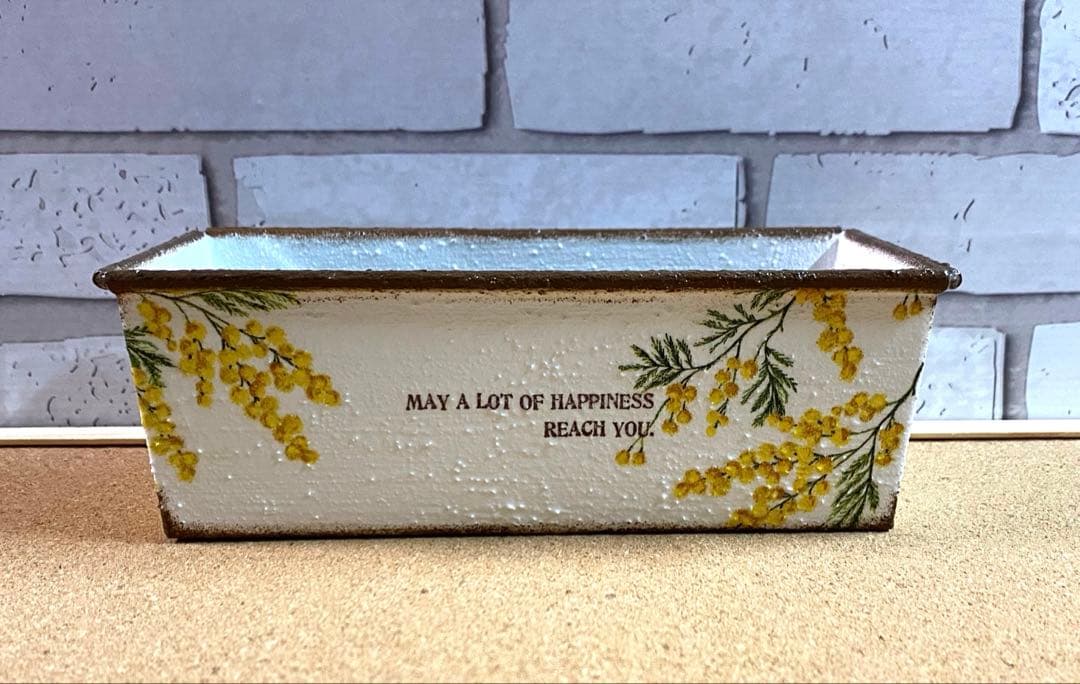 MAY A LOT OF HAPPINESS
REACH YOU.